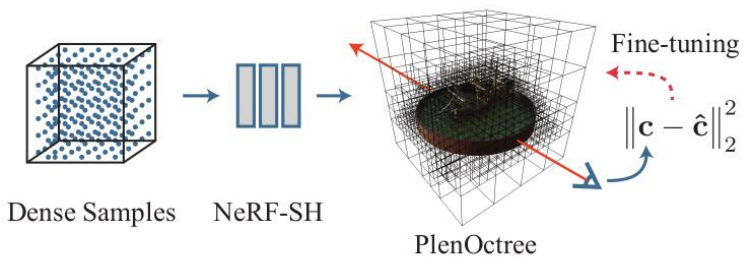 Dense Samples
NeRF-SH
PlenOctree
Fine-tuning
‖c − ĉ‖₂²